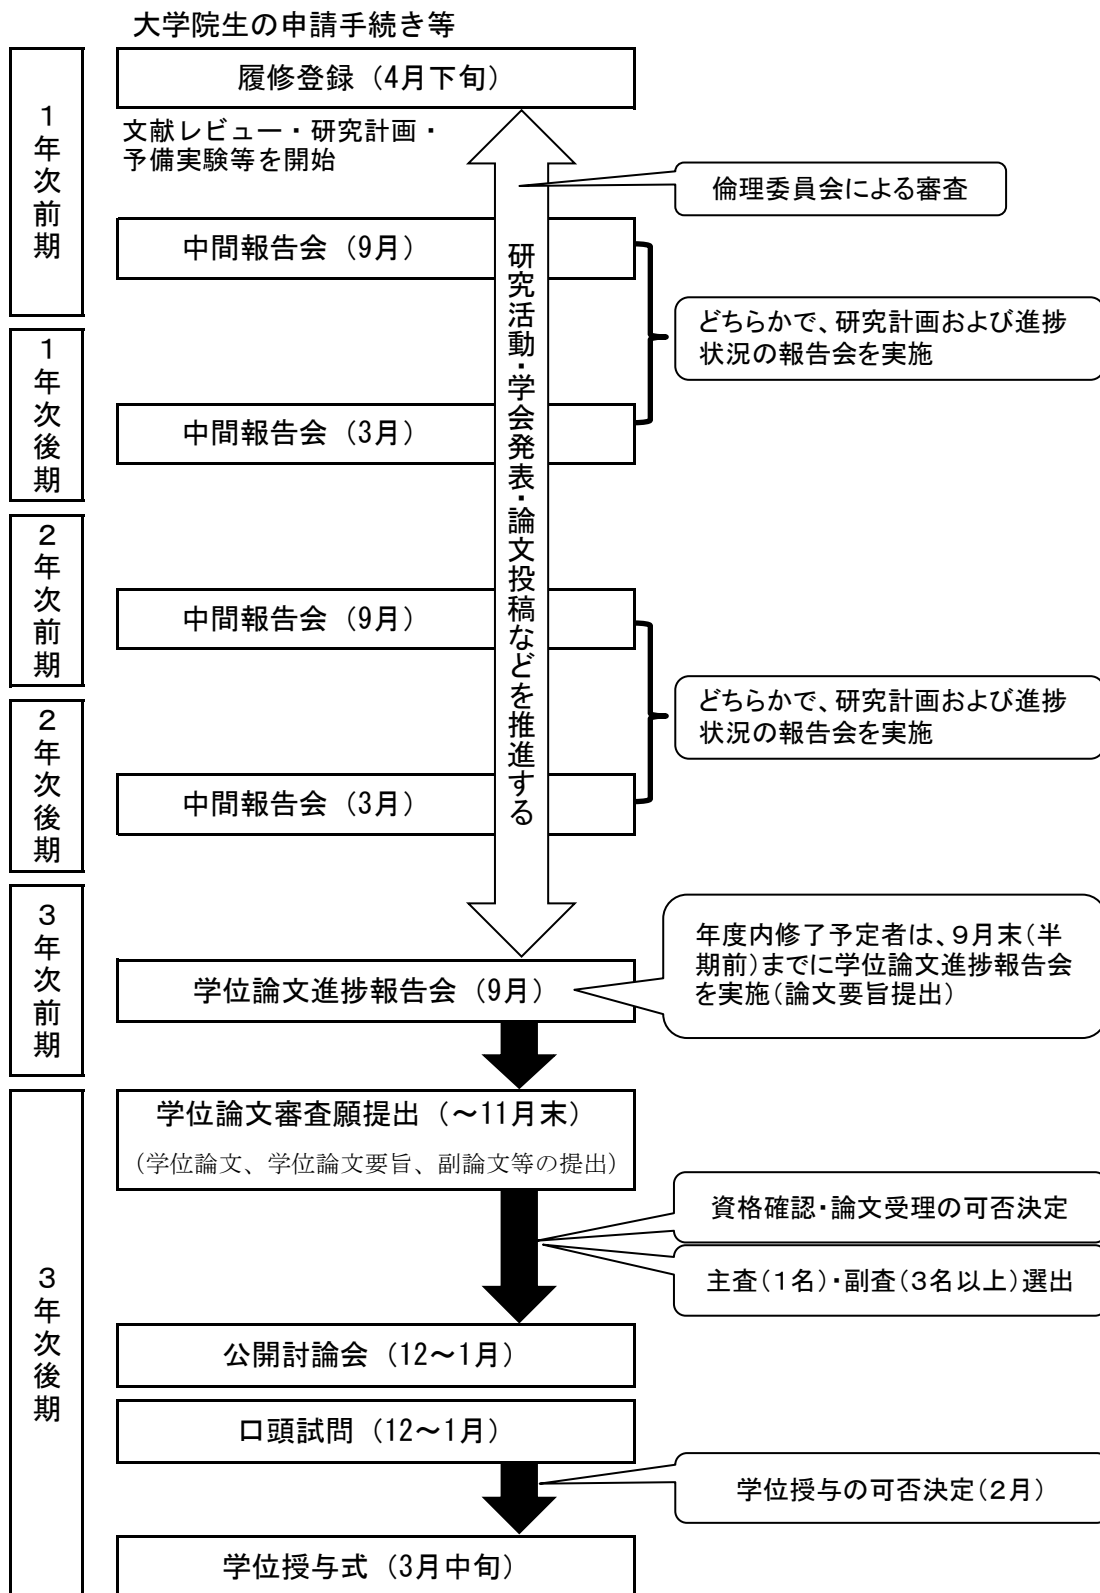 大学院生の申請手続き等
1年次前期
履修登録（4月下旬）
文献レビュー・研究計画・
予備実験等を開始
倫理委員会による審査
中間報告会（9月）
どちらかで、研究計画および進捗
状況の報告会を実施
1年次後期
中間報告会（3月）
研究活動・学会発表・論文投稿などを推進する
2年次前期
中間報告会（9月）
どちらかで、研究計画および進捗
状況の報告会を実施
2年次後期
中間報告会（3月）
3年次前期
年度内修了予定者は、9月末（半
期前）までに学位論文進捗報告会
を実施（論文要旨提出）
学位論文進捗報告会（9月）
3年次後期
学位論文審査願提出（～11月末）
（学位論文、学位論文要旨、副論文等の提出）
資格確認・論文受理の可否決定
主査（1名）・副査（3名以上）選出
公開討論会（12～1月）
口頭試問（12～1月）
学位授与の可否決定（2月）
学位授与式（3月中旬）